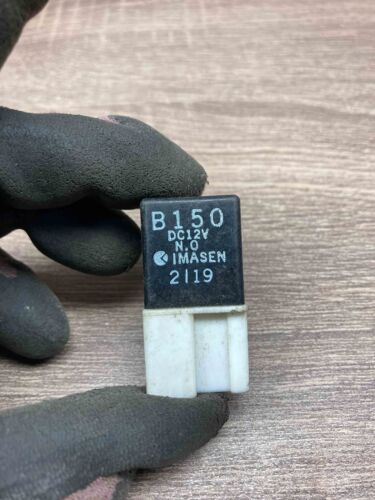 B150
DC12V
N.O
IMASEN
2119